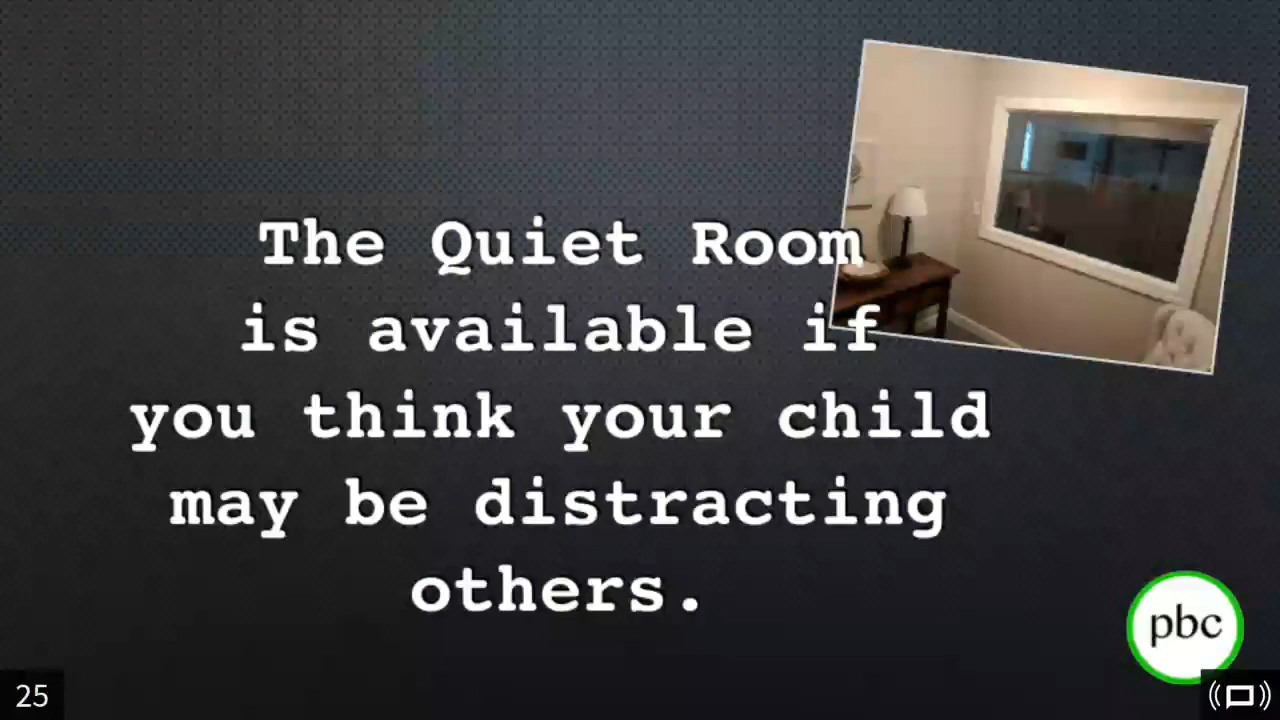 The Quiet Room
is available if
you think your child
may be distracting
others.
pbc
25